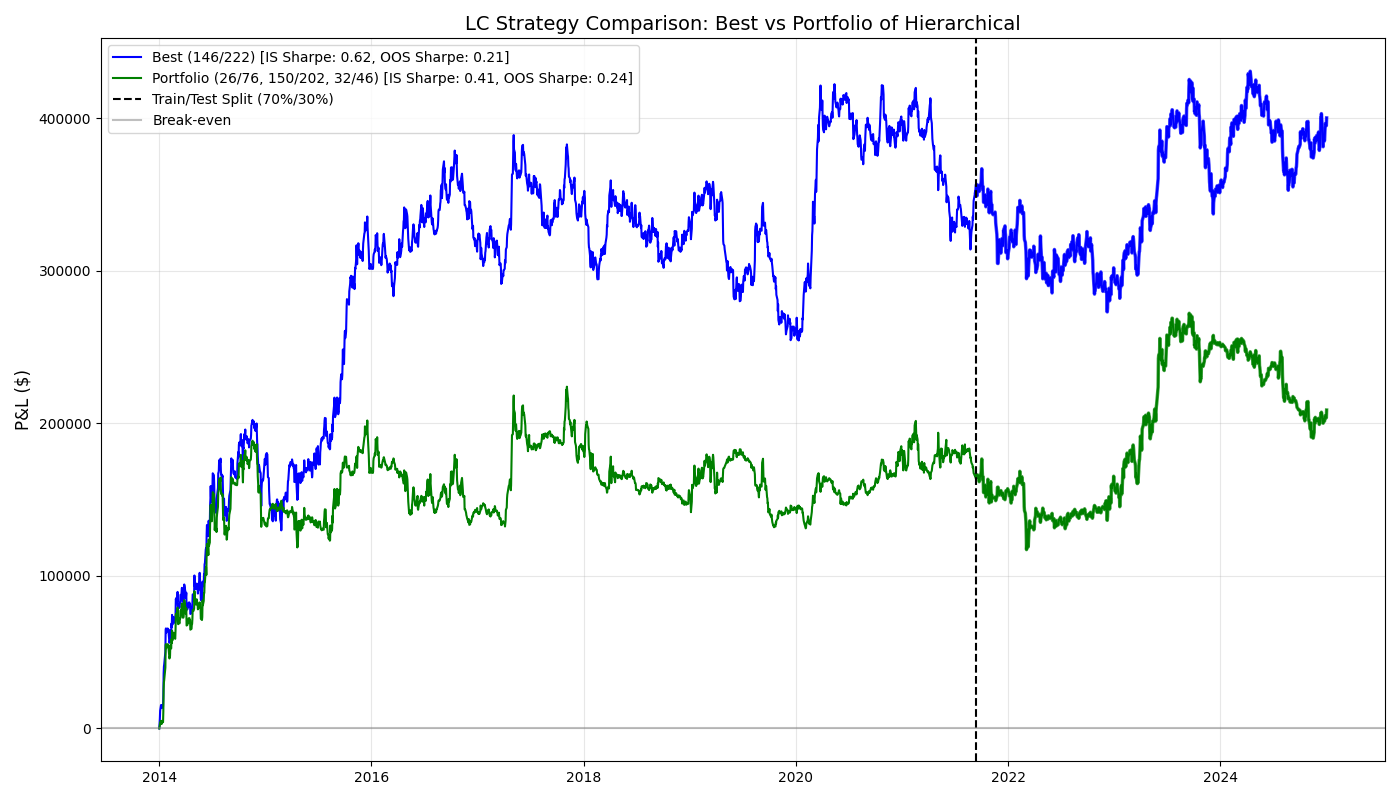 LC Strategy Comparison: Best vs Portfolio of Hierarchical
Best (146/222) [IS Sharpe: 0.62, OOS Sharpe: 0.21]
Portfolio (26/76, 150/202, 32/46) [IS Sharpe: 0.41, OOS Sharpe: 0.24]
Train/Test Split (70%/30%)
Break-even
P&L ($)
400000
300000
200000
100000
0
2014 2016 2018 2020 2022 2024